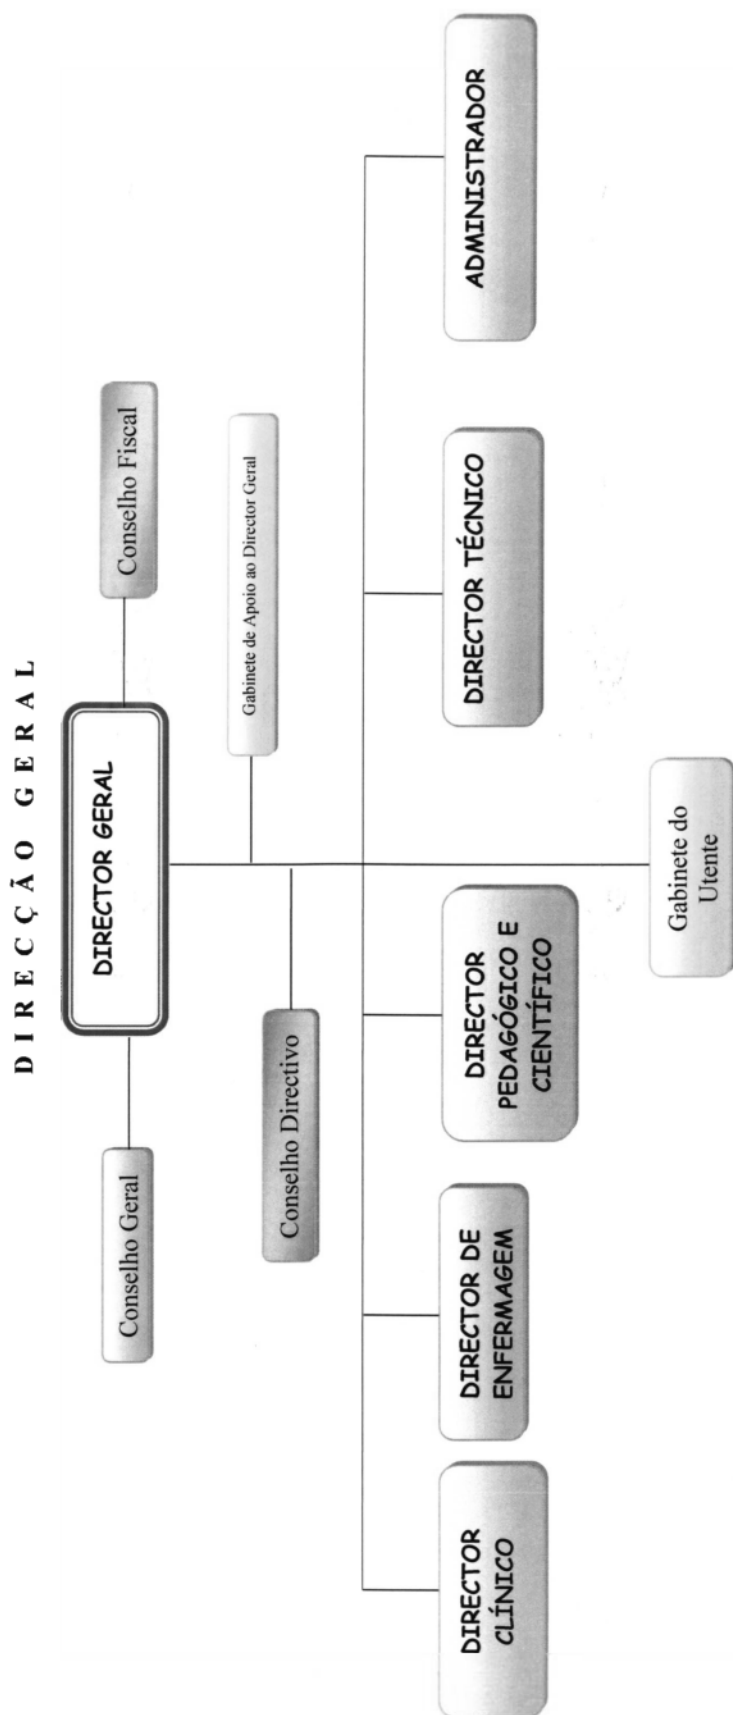 DIRECÇÃO GERAL
DIRECTOR GERAL
Conselho Geral
Conselho Fiscal
Gabinete de Apoio ao Director Geral
Conselho Directivo
DIRECTOR
CLÍNICO
DIRECTOR DE
ENFERMAGEM
DIRECTOR
PEDAGÓGICO E
CIENTÍFICO
DIRECTOR TÉCNICO
ADMINISTRADOR
Gabinete do
Utente